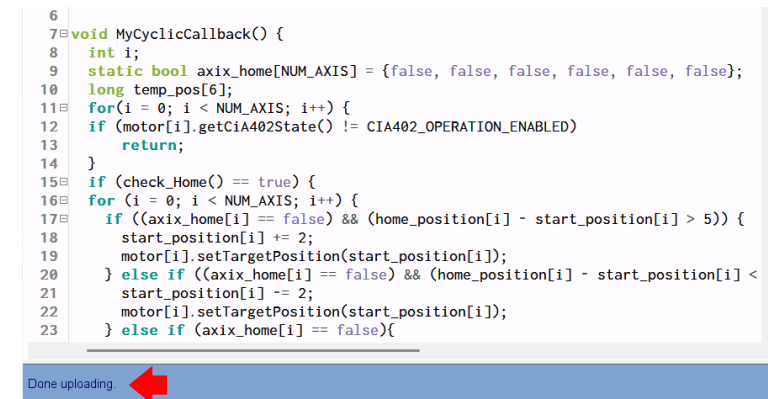 6
7 void MyCyclicCallback() {
8 int i;
9 static bool axix_home[NUM_AXIS] = {false, false, false, false, false, false};
10 long temp_pos[6];
11 for(i = 0; i < NUM_AXIS; i++) {
12 if (motor[i].getCiA402State() != CIA402_OPERATION_ENABLED)
13 return;
14 }
15 if (check_Home() == true) {
16 for (i = 0; i < NUM_AXIS; i++) {
17 if ((axix_home[i] == false) && (home_position[i] - start_position[i] > 5)) {
18 start_position[i] += 2;
19 motor[i].setTargetPosition(start_position[i]);
20 } else if ((axix_home[i] == false) && (home_position[i] - start_position[i] <
21 start_position[i] -= 2;
22 motor[i].setTargetPosition(start_position[i]);
23 } else if (axix_home[i] == false){
Done uploading.